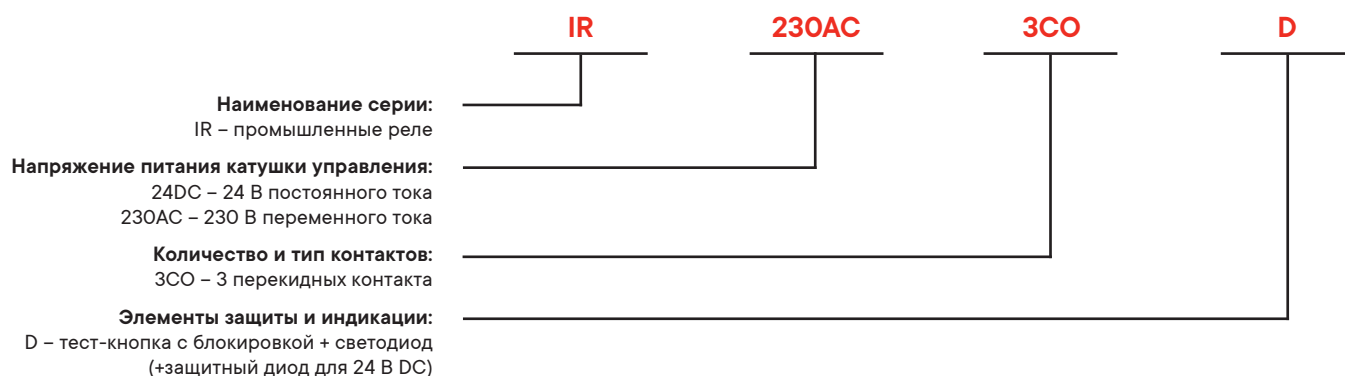 IR 230AC 3CO D
Наименование серии:
IR – промышленные реле
Напряжение питания катушки управления:
24DC – 24 В постоянного тока
230AC – 230 В переменного тока
Количество и тип контактов:
3CO – 3 перекидных контакта
Элементы защиты и индикации:
D – тест-кнопка с блокировкой + светодиод
(+защитный диод для 24 В DC)